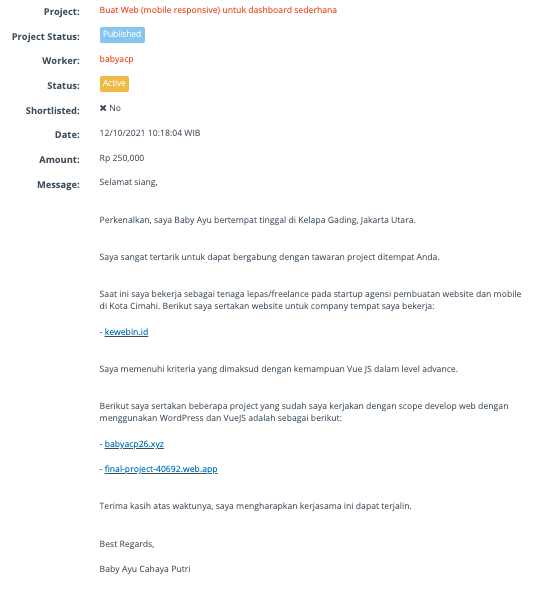 Project: Buat Web (mobile responsive) untuk dashboard sederhana
Project Status: Published
Worker: babyacp
Status: Active
Shortlisted: ✖ No
Date: 12/10/2021 10:18:04 WIB
Amount: Rp 250,000
Message: Selamat siang,
Perkenalkan, saya Baby Ayu bertempat tinggal di Kelapa Gading, Jakarta Utara.
Saya sangat tertarik untuk dapat bergabung dengan tawaran project ditempat Anda.
Saat ini saya bekerja sebagai tenaga lepas/freelance pada startup agensi pembuatan website dan mobile
di Kota Cimahi. Berikut saya sertakan website untuk company tempat saya bekerja:
- kewebin.id
Saya memenuhi kriteria yang dimaksud dengan kemampuan Vue JS dalam level advance.
Berikut saya sertakan beberapa project yang sudah saya kerjakan dengan scope develop web dengan
menggunakan WordPress dan VueJS adalah sebagai berikut:
- babyacp26.xyz
- final-project-40692.web.app
Terima kasih atas waktunya, saya mengharapkan kerjasama ini dapat terjalin.
Best Regards,
Baby Ayu Cahaya Putri